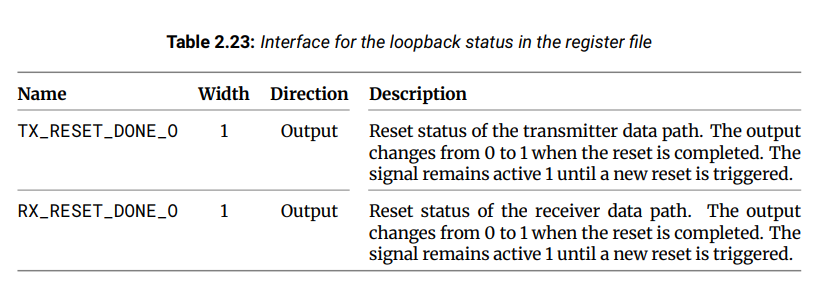 Table 2.23: Interface for the loopback status in the register file
Name Width Direction Description
TX_RESET_DONE_O 1 Output Reset status of the transmitter data path. The output
changes from 0 to 1 when the reset is completed. The
signal remains active 1 until a new reset is triggered.
RX_RESET_DONE_O 1 Output Reset status of the receiver data path. The output
changes from 0 to 1 when the reset is completed. The
signal remains active 1 until a new reset is triggered.